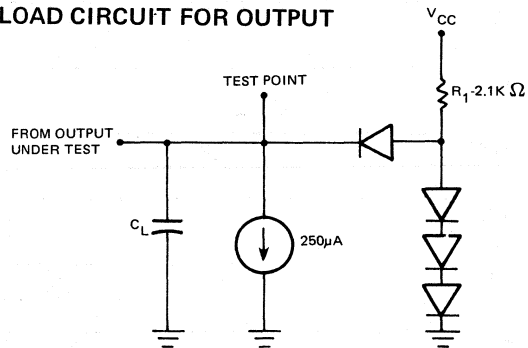 LOAD CIRCUIT FOR OUTPUT
VCC
R1-2.1K Ω
TEST POINT
FROM OUTPUT
UNDER TEST
CL
250µA